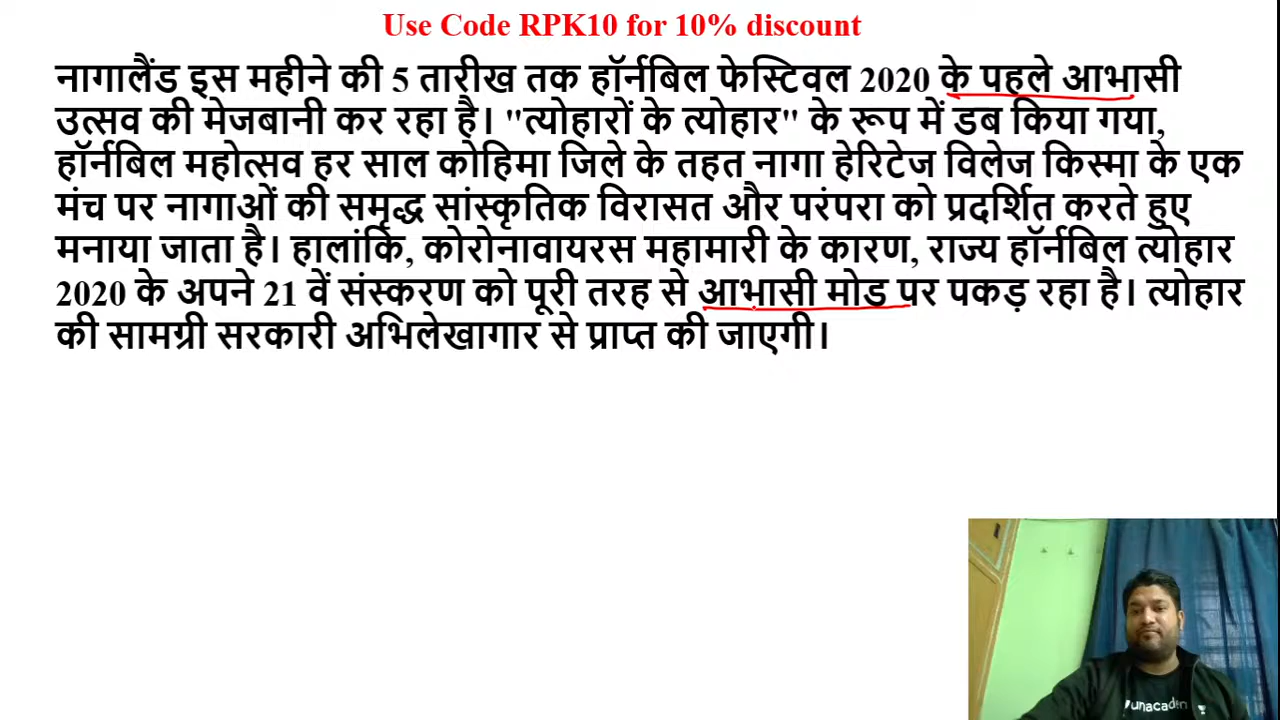 Use Code RPK10 for 10% discount
नागालैंड इस महीने की 5 तारीख तक हॉर्नबिल फेस्टिवल 2020 के पहले आभासी
उत्सव की मेजबानी कर रहा है। "त्योहारों के त्योहार" के रूप में डब किया गया,
हॉर्नबिल महोत्सव हर साल कोहिमा जिले के तहत नागा हेरिटेज विलेज किस्मा के एक
मंच पर नागाओं की समृद्ध सांस्कृतिक विरासत और परंपरा को प्रदर्शित करते हुए
मनाया जाता है। हालांकि, कोरोनावायरस महामारी के कारण, राज्य हॉर्नबिल त्योहार
2020 के अपने 21 वें संस्करण को पूरी तरह से आभासी मोड पर पकड़ रहा है। त्योहार
की सामग्री सरकारी अभिलेखागार से प्राप्त की जाएगी।